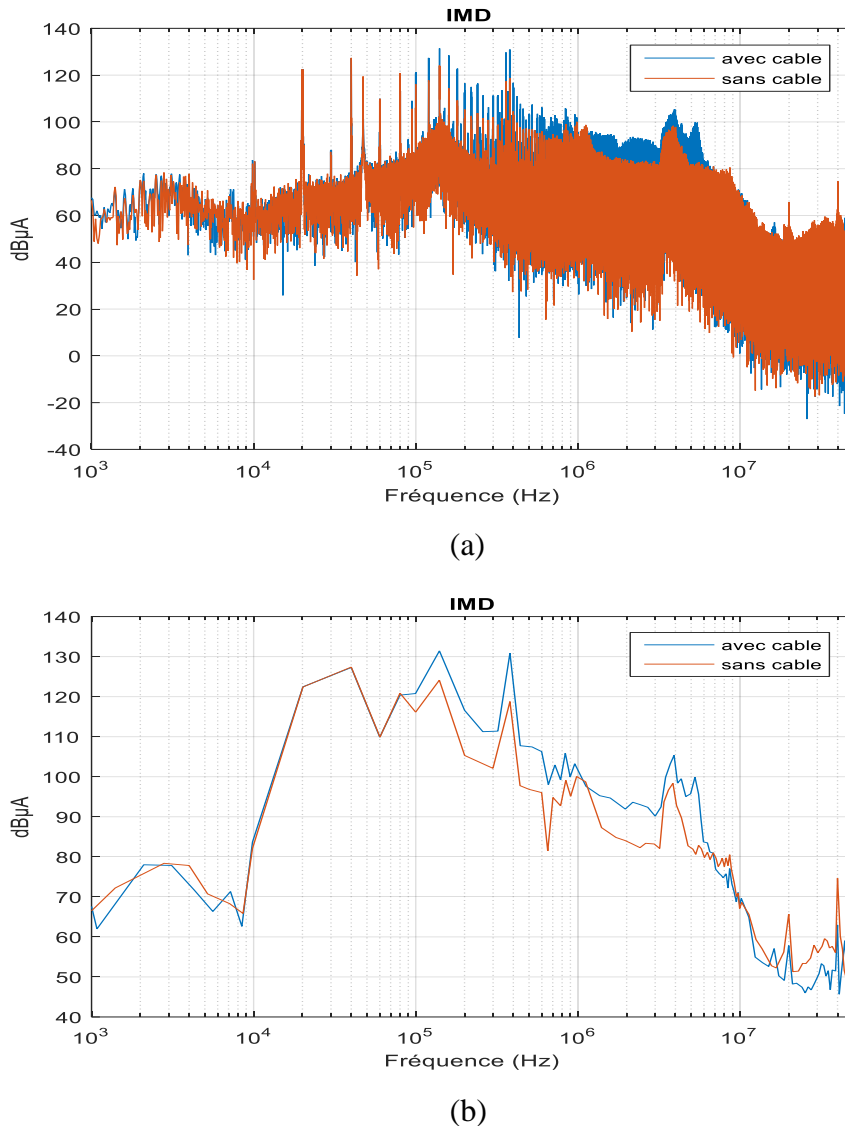 IMD
140
120
100
80
60
40
20
0
-20
-40
dBµA
avec cable
sans cable
10³ 10⁴ 10⁵ 10⁶ 10⁷
Fréquence (Hz)
(a)
IMD
140
130
120
110
100
90
80
70
60
50
40
dBµA
avec cable
sans cable
10³ 10⁴ 10⁵ 10⁶ 10⁷
Fréquence (Hz)
(b)